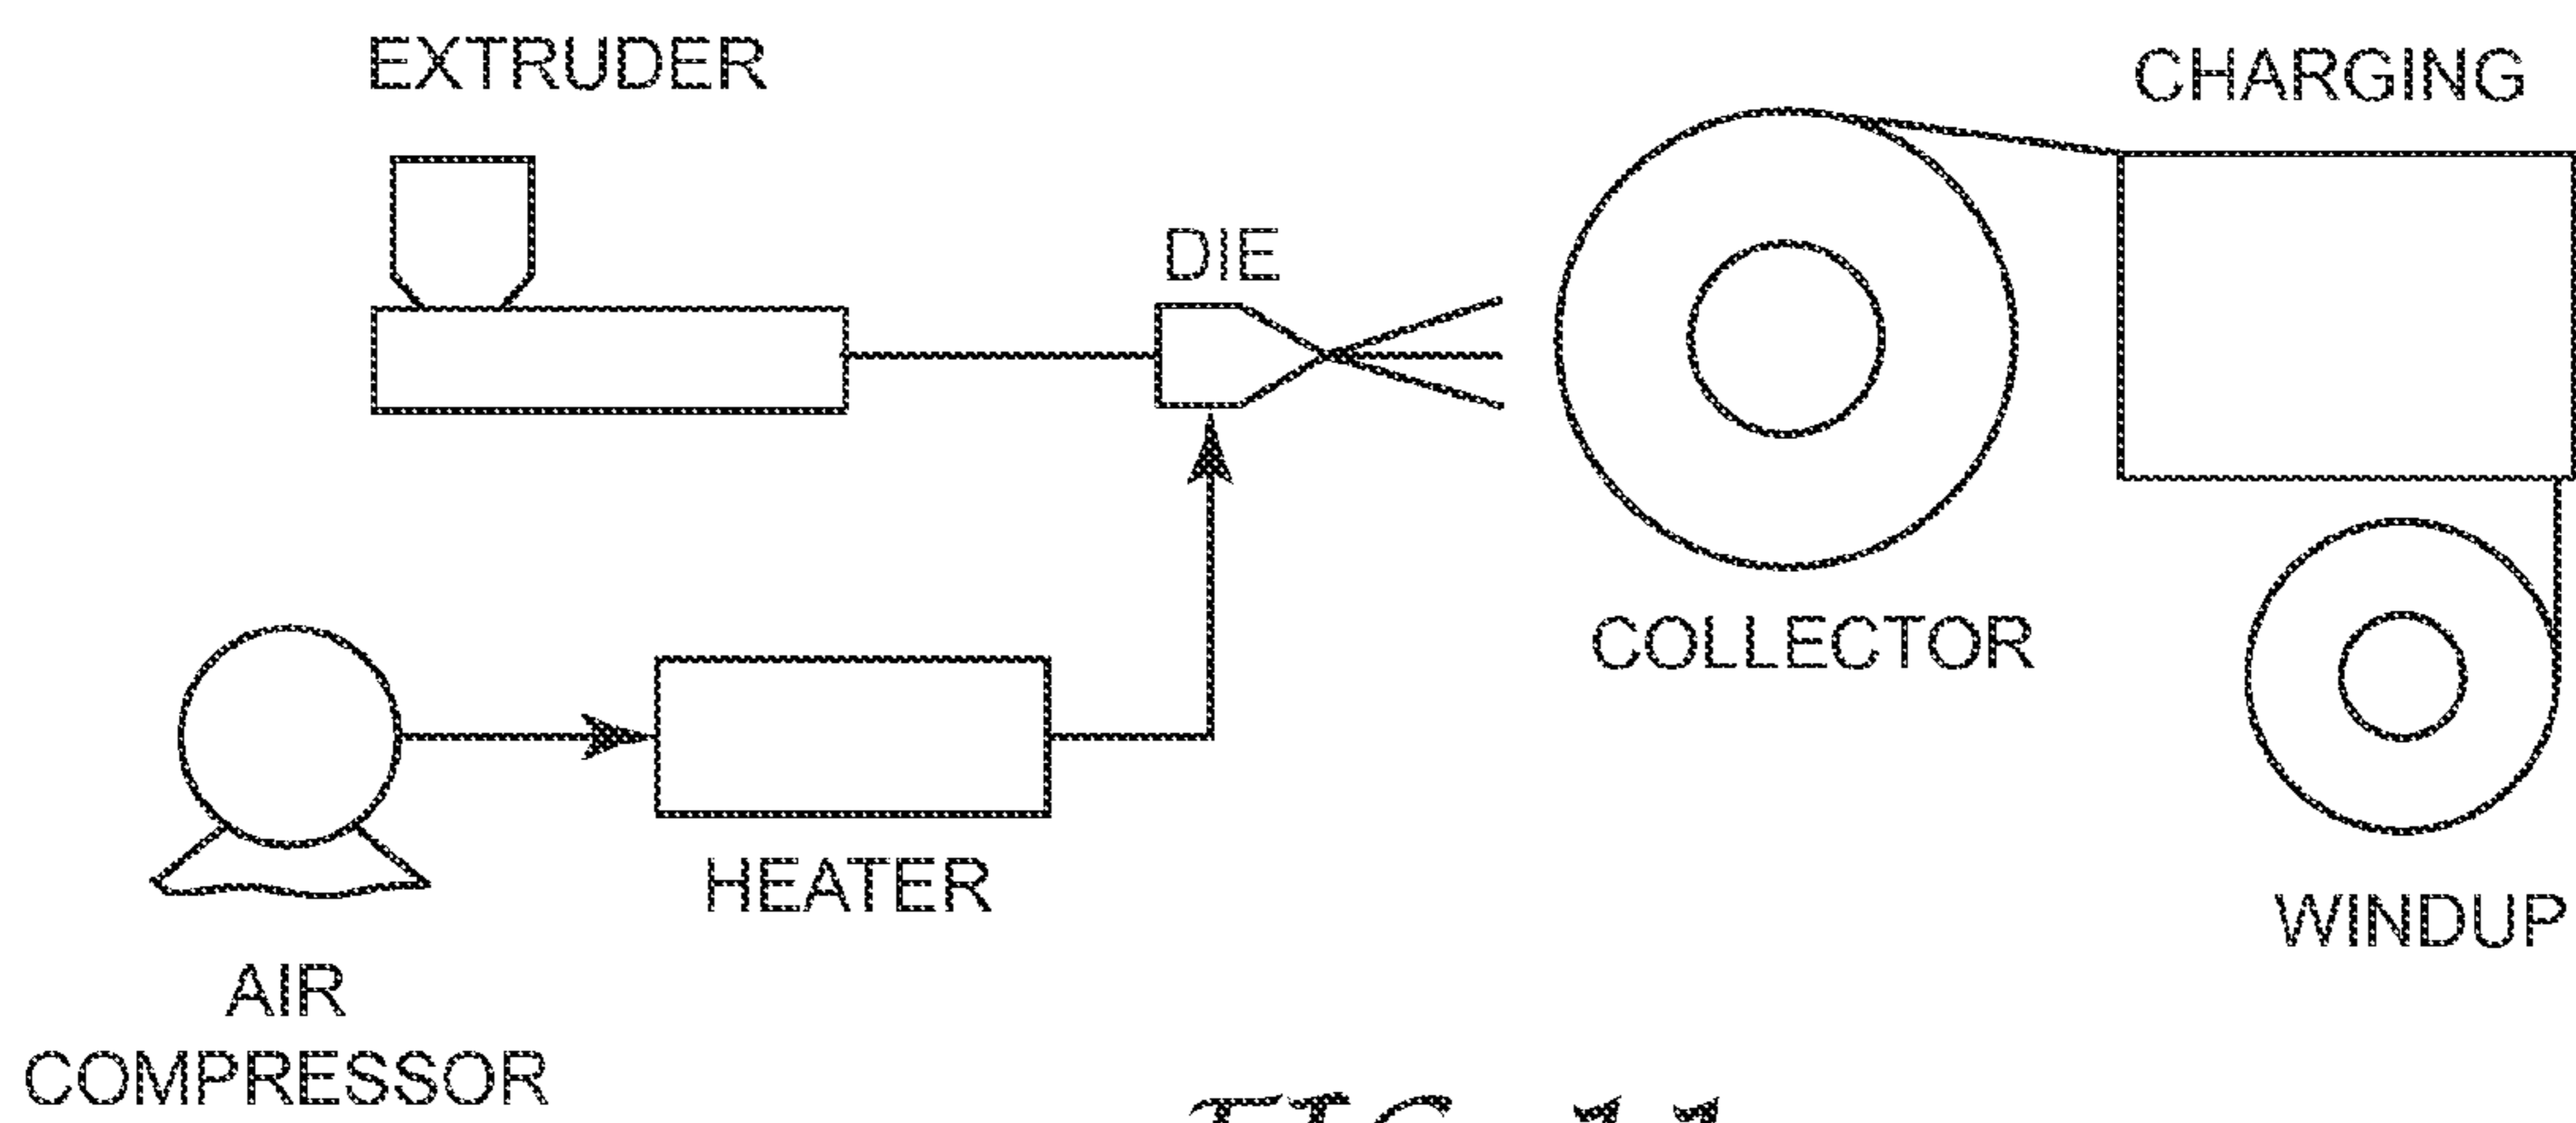 EXTRUDER
CHARGING
DIE
COLLECTOR
HEATER
WINDUP
AIR
COMPRESSOR